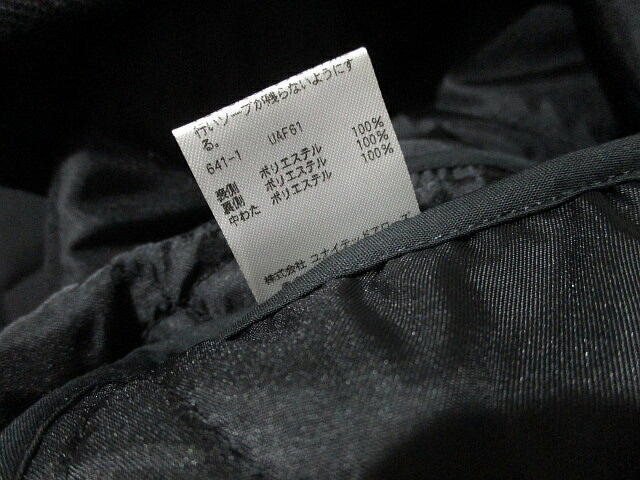 行いソープが残らないようにす
る。
641-1 UAF61
表側 ポリエステル 100%
裏側 ポリエステル 100%
中わた ポリエステル 100%
株式会社 ユナイテッドアローズ